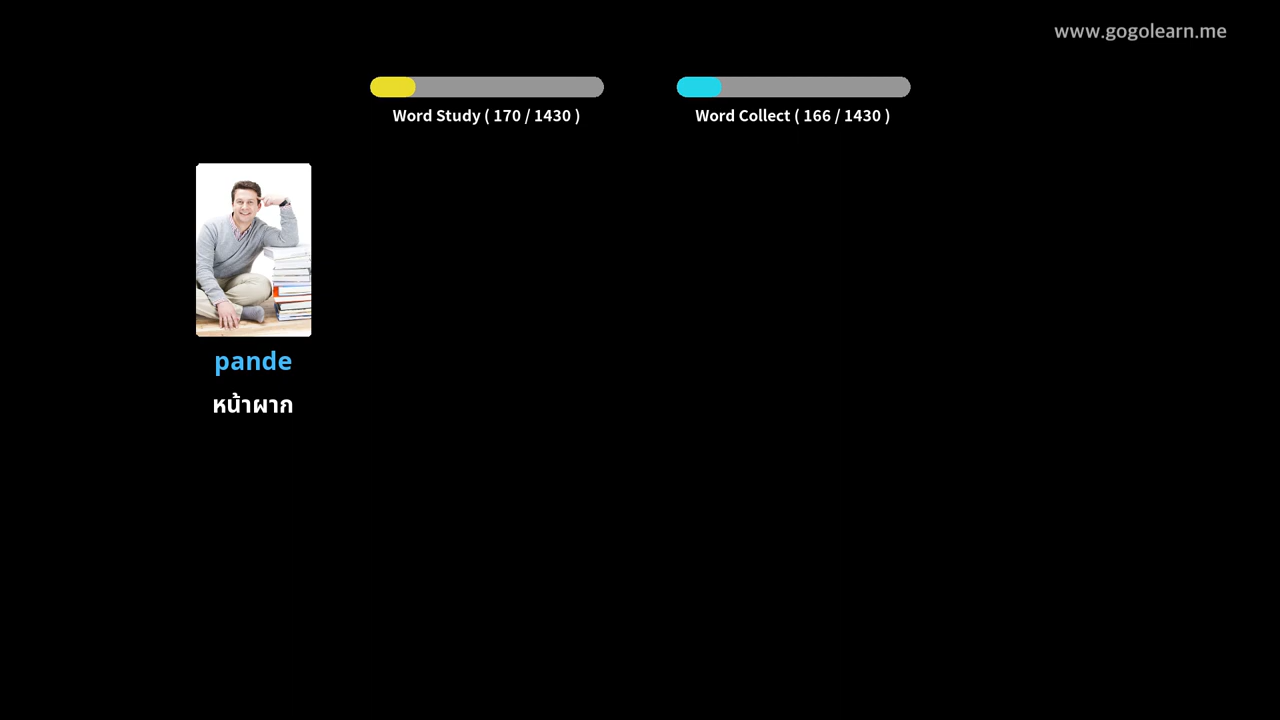 www.gogolearn.me
Word Study ( 170 / 1430 )
Word Collect ( 166 / 1430 )
pande
หน้าผาก